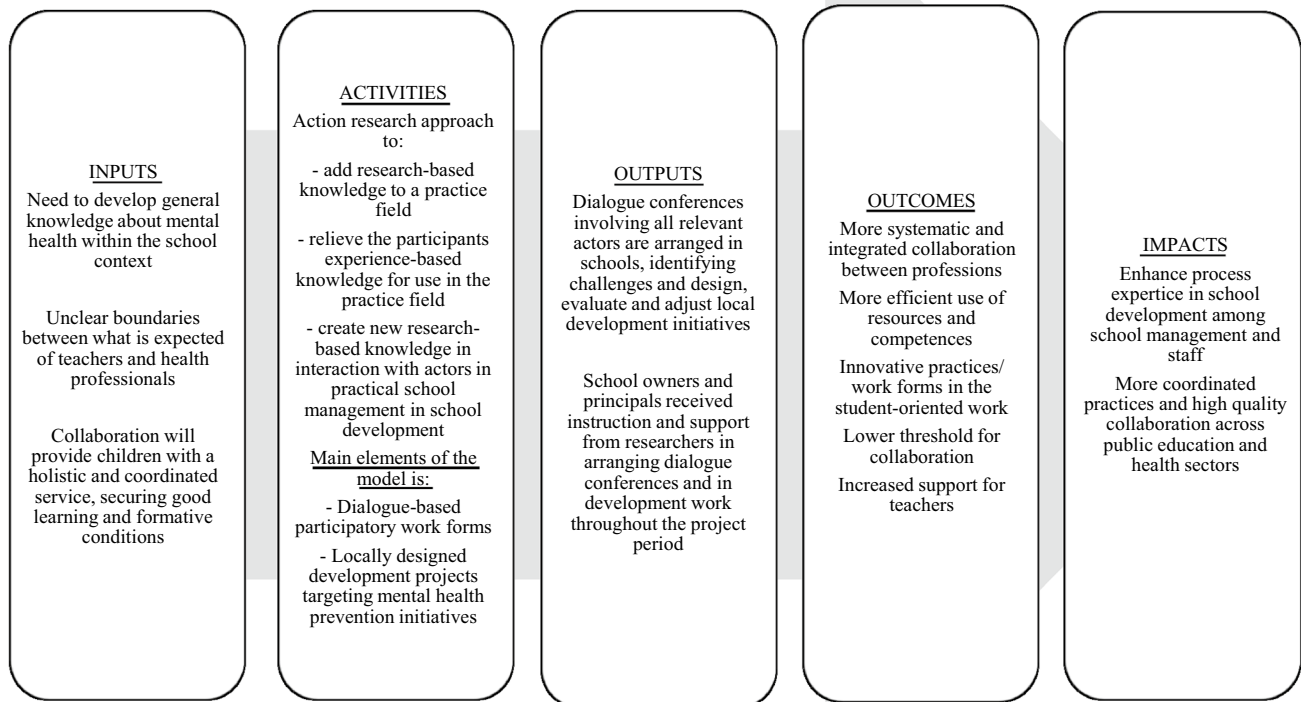 INPUTS
Need to develop general
knowledge about mental
health within the school
context
Unclear boundaries
between what is expected
of teachers and health
professionals
Collaboration will
provide children with a
holistic and coordinated
service, securing good
learning and formative
conditions
ACTIVITIES
Action research approach
to:
- add research-based
knowledge to a practice
field
- relieve the participants
experience-based
knowledge for use in the
practice field
- create new research-
based knowledge in
interaction with actors in
practical school
management in school
development
Main elements of the
model is:
- Dialogue-based
participatory work forms
- Locally designed
development projects
targeting mental health
prevention initiatives
OUTPUTS
Dialogue conferences
involving all relevant
actors are arranged in
schools, identifying
challenges and design,
evaluate and adjust local
development initiatives
School owners and
principals received
instruction and support
from researchers in
arranging dialogue
conferences and in
development work
throughout the project
period
OUTCOMES
More systematic and
integrated collaboration
between professions
More efficient use of
resources and
competences
Innovative practices/
work forms in the
student-oriented work
Lower threshold for
collaboration
Increased support for
teachers
IMPACTS
Enhance process
expertice in school
development among
school management and
staff
More coordinated
practices and high quality
collaboration across
public education and
health sectors